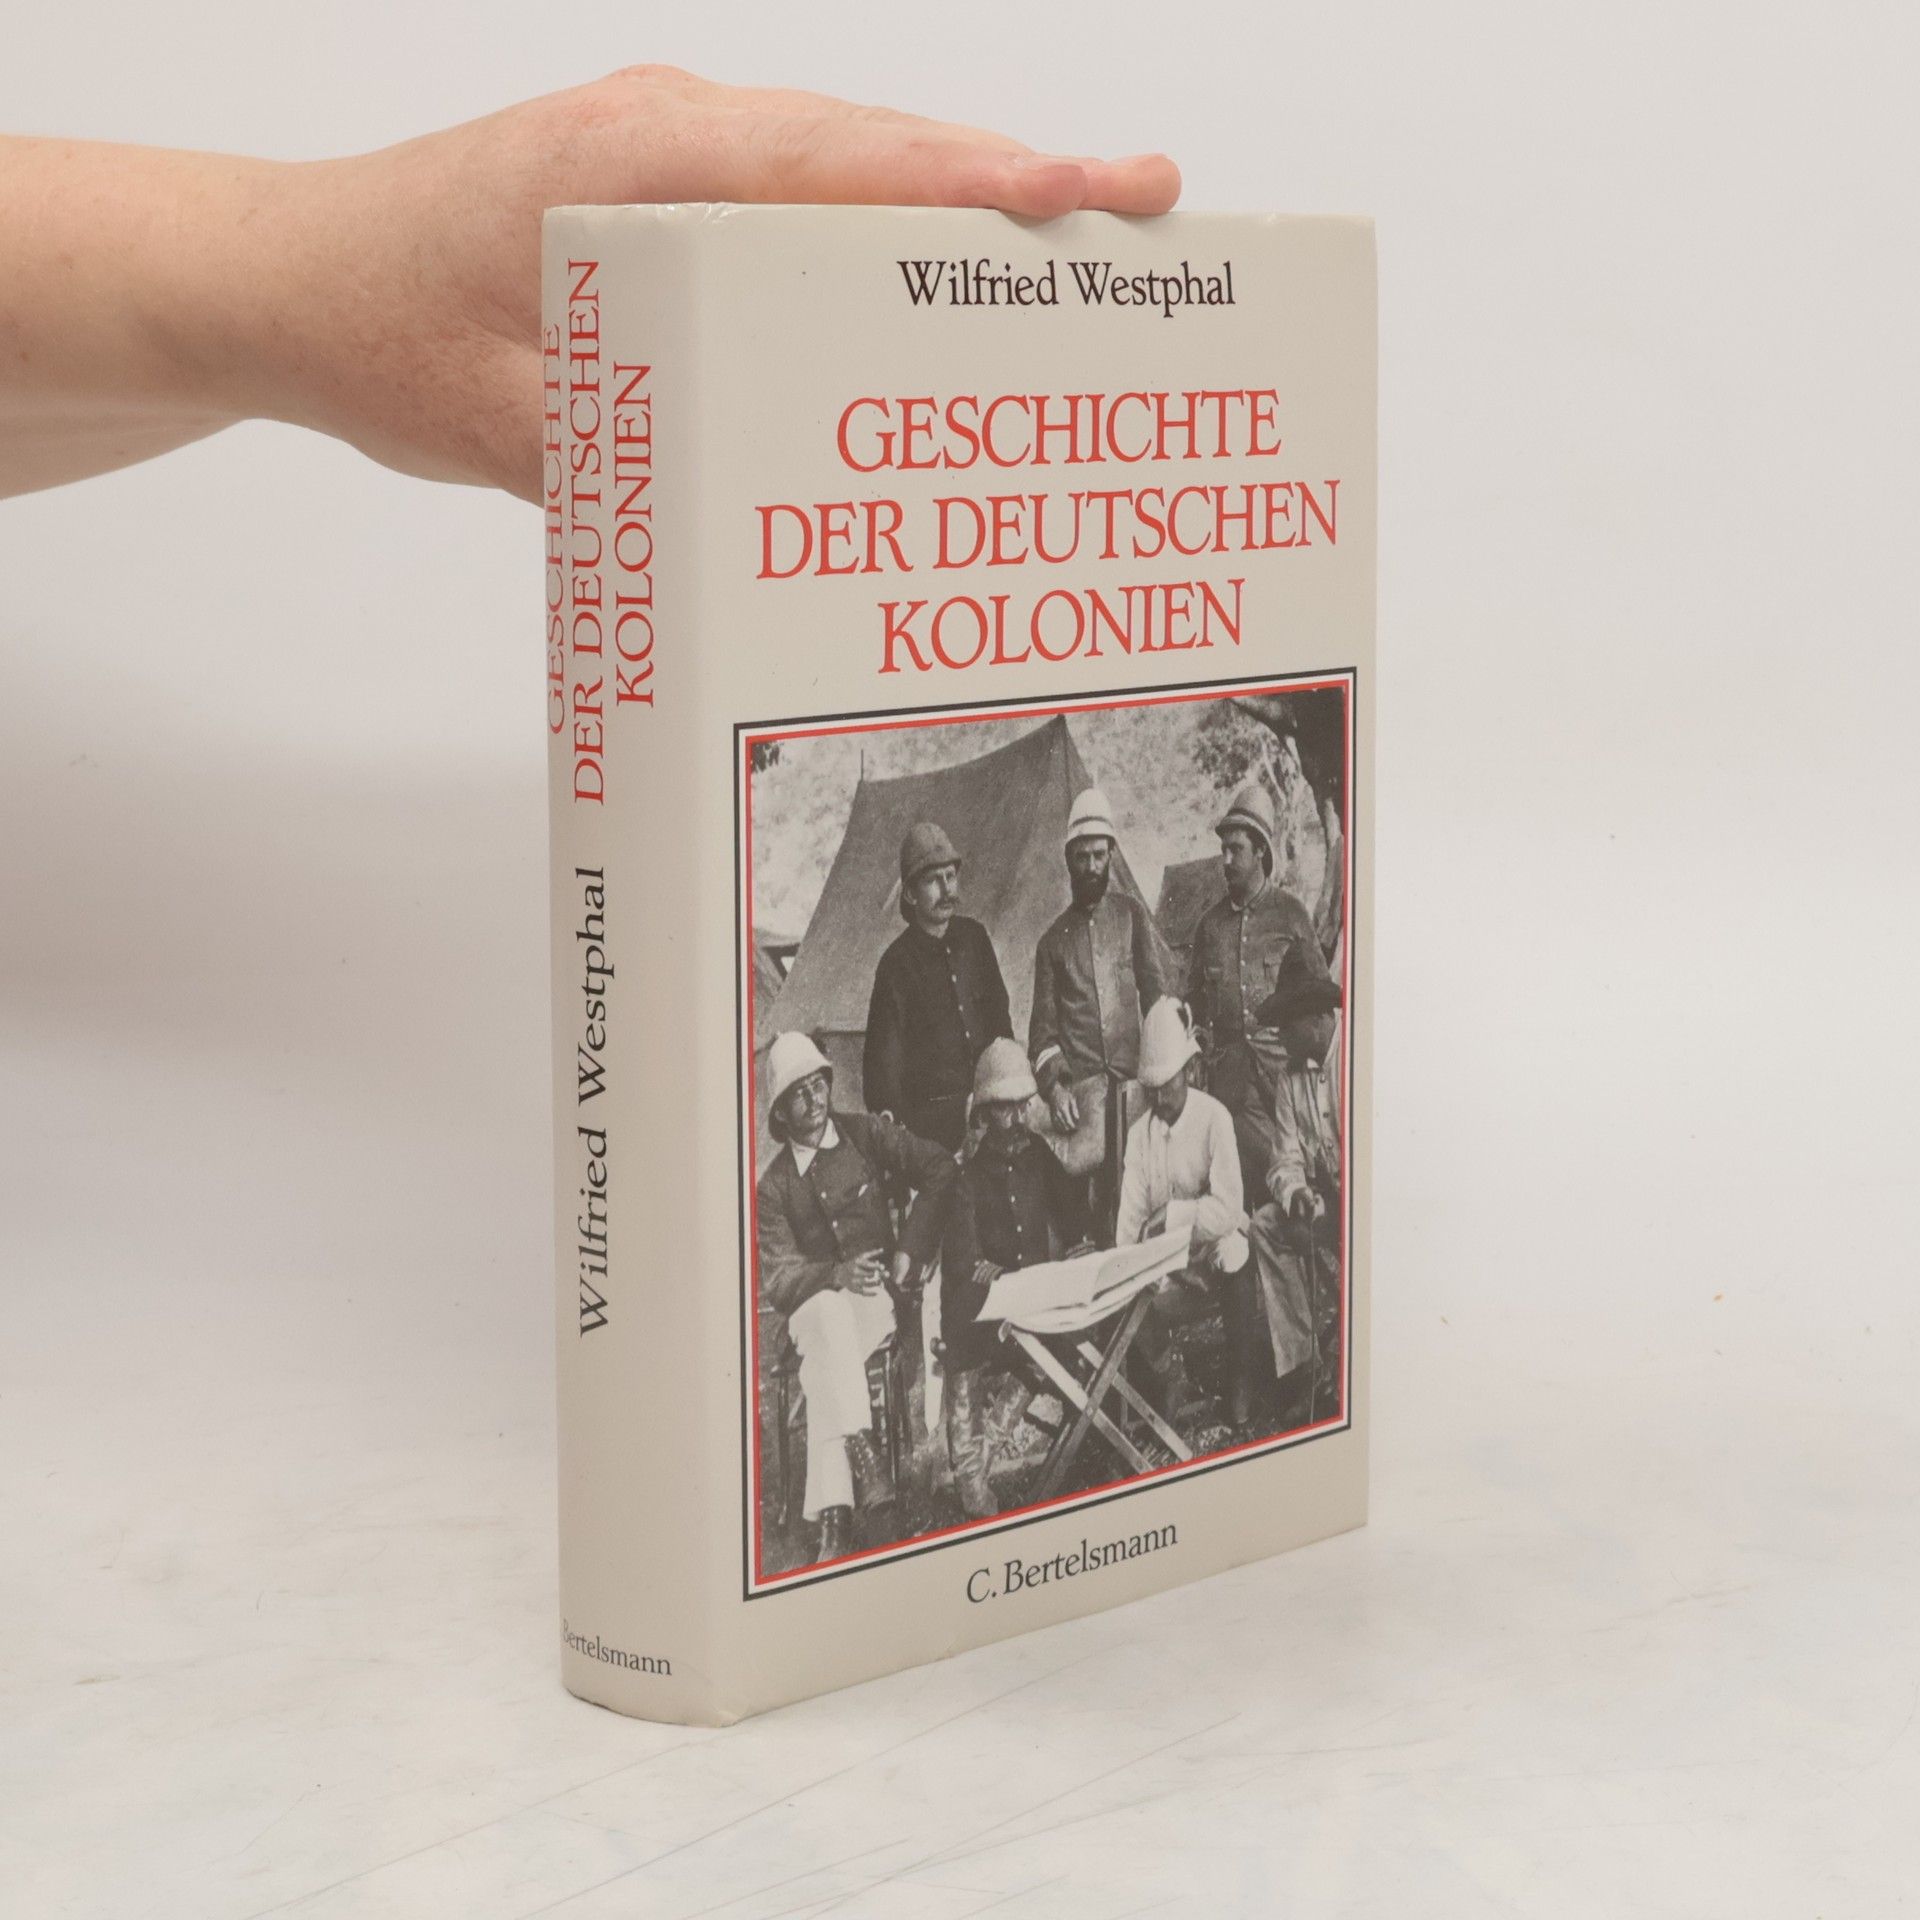 Wilfried Westphal
GESCHICHTE
DER DEUTSCHEN
KOLONIEN
C. Bertelsmann
GESCHICHTE
DER DEUTSCHEN
KOLONIEN
Wilfried Westphal
Bertelsmann